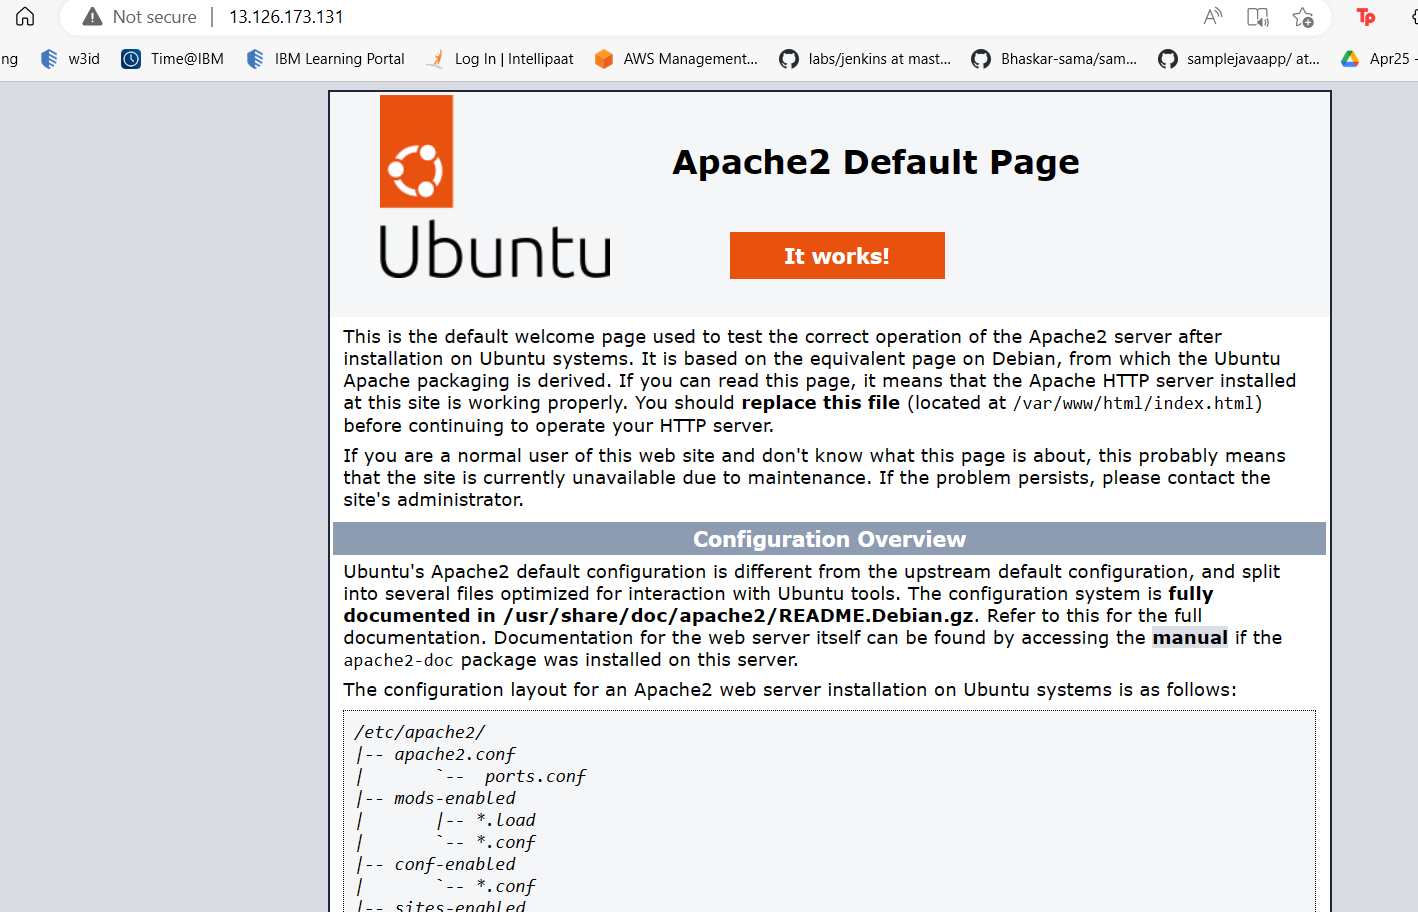 Not secure | 13.126.173.131
ng w3id Time@IBM IBM Learning Portal Log In | Intellipaat AWS Management... labs/jenkins at mast... Bhaskar-sama/sam... samplejavaapp/ at... Apr25 -
Apache2 Default Page
Ubuntu
It works!
This is the default welcome page used to test the correct operation of the Apache2 server after
installation on Ubuntu systems. It is based on the equivalent page on Debian, from which the Ubuntu
Apache packaging is derived. If you can read this page, it means that the Apache HTTP server installed
at this site is working properly. You should replace this file (located at /var/www/html/index.html)
before continuing to operate your HTTP server.
If you are a normal user of this web site and don't know what this page is about, this probably means
that the site is currently unavailable due to maintenance. If the problem persists, please contact the
site's administrator.
Configuration Overview
Ubuntu's Apache2 default configuration is different from the upstream default configuration, and split
into several files optimized for interaction with Ubuntu tools. The configuration system is fully
documented in /usr/share/doc/apache2/README.Debian.gz. Refer to this for the full
documentation. Documentation for the web server itself can be found by accessing the manual if the
apache2-doc package was installed on this server.
The configuration layout for an Apache2 web server installation on Ubuntu systems is as follows:
/etc/apache2/
|-- apache2.conf
|       `--  ports.conf
|-- mods-enabled
|       |-- *.load
|       `-- *.conf
|-- conf-enabled
|       `-- *.conf
|-- sites-enabled